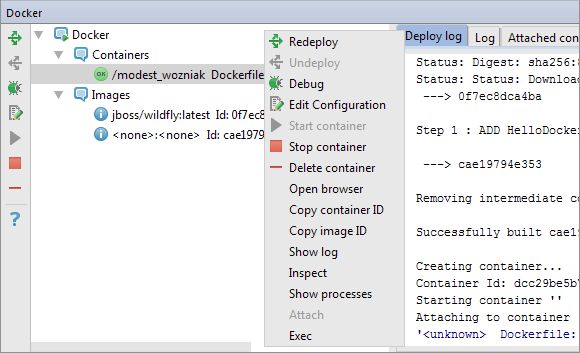 Docker
Docker
Containers
/modest_wozniak Dockerfile
Images
jboss/wildfly:latest Id: 0f7ec8
<none>:<none> Id: cae19794
?
Redeploy
Undeploy
Debug
Edit Configuration
Start container
Stop container
Delete container
Open browser
Copy container ID
Copy image ID
Show log
Inspect
Show processes
Attach
Exec
Deploy log
Log
Attached con
Status: Digest: sha256:8
Status: Status: Download
---> 0f7ec8dca4ba
Step 1 : ADD HelloDocke
---> cae19794e353
Removing intermediate co
Successfully built cae19
Creating container...
Container Id: dcc29be5b
Starting container ''
Attaching to container
'<unknown> Dockerfile: